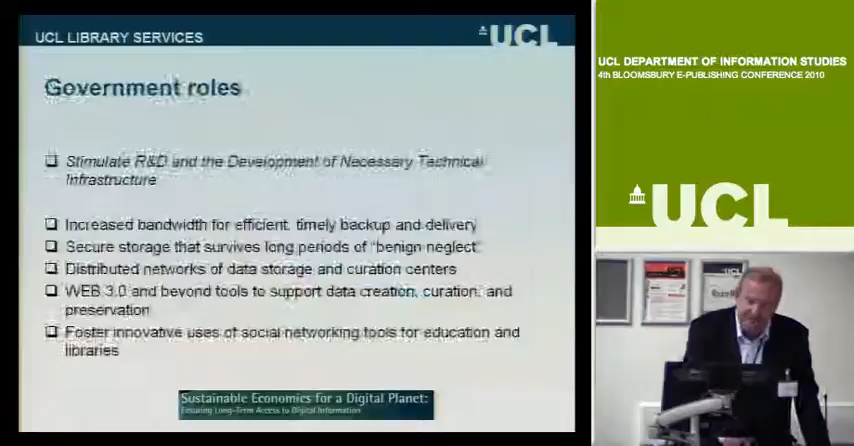 UCL LIBRARY SERVICES
UCL
Government roles
Stimulate R&D and the Development of Necessary Technical
Infrastructure
Increased bandwidth for efficient, timely backup and delivery
Secure storage that survives long periods of "benign neglect"
Distributed networks of data storage and curation centers
WEB 3.0 and beyond tools to support data creation, curation, and
preservation
Foster innovative uses of social networking tools for education and
libraries
Sustainable Economics for a Digital Planet:
Ensuring Long-Term Access to Digital Information
UCL DEPARTMENT OF INFORMATION STUDIES
4th BLOOMSBURY E-PUBLISHING CONFERENCE 2010
UCL
UCL